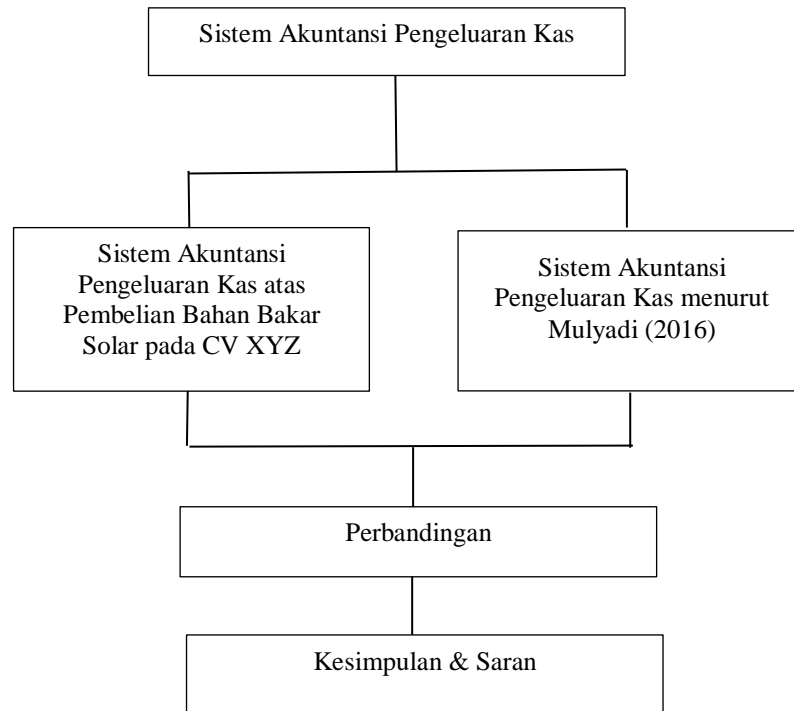 Sistem Akuntansi Pengeluaran Kas
Sistem Akuntansi
Pengeluaran Kas atas
Pembelian Bahan Bakar
Solar pada CV XYZ
Sistem Akuntansi
Pengeluaran Kas menurut
Mulyadi (2016)
Perbandingan
Kesimpulan & Saran